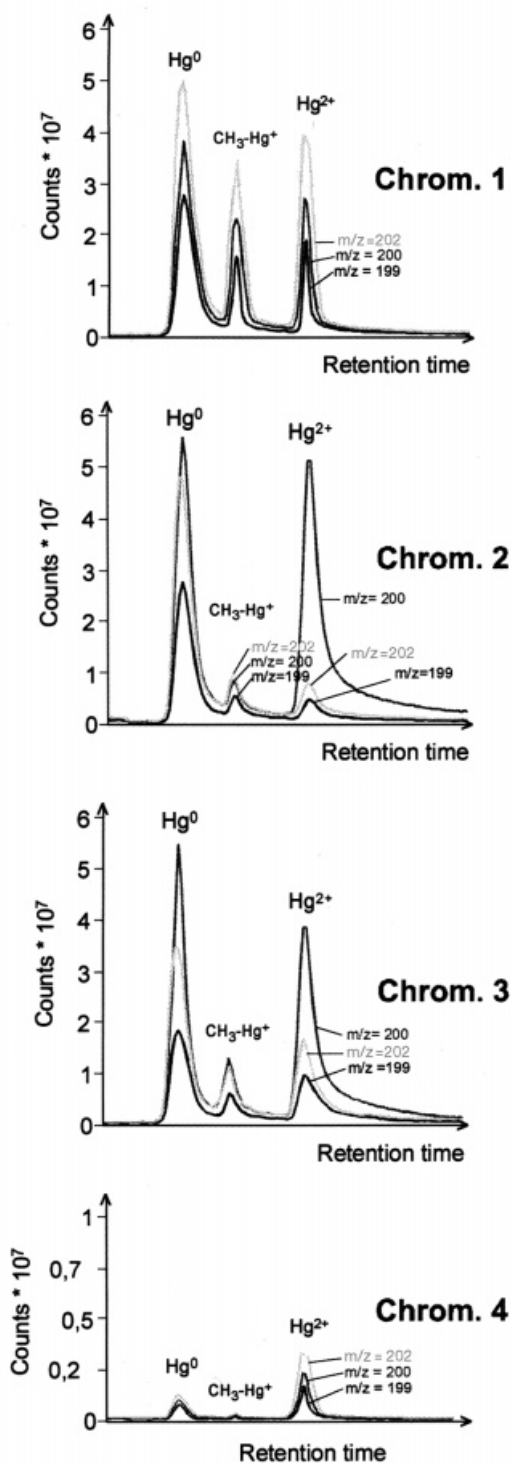 6
Hg⁰
5
Hg²⁺
CH₃-Hg⁺
4
Counts * 10⁷
3
Chrom. 1
2
m/z=202
m/z = 200
1
m/z = 199
0
Retention time
6
Hg⁰
Hg²⁺
5
4
Counts * 10⁷
Chrom. 2
3
m/z= 200
CH₃-Hg⁺
2
m/z=202
m/z=202
m/z= 200
1
m/z=199
m/z=199
0
Retention time
6
Hg⁰
5
Hg²⁺
4
Counts * 10⁷
3
Chrom. 3
2
CH₃-Hg⁺
m/z= 200
m/z=202
1
m/z =199
0
Retention time
1
0,7
Counts * 10⁷
Chrom. 4
0,5
Hg²⁺
m/z = 202
Hg⁰
m/z = 200
0,2
CH₃-Hg⁺
m/z = 199
0
Retention time